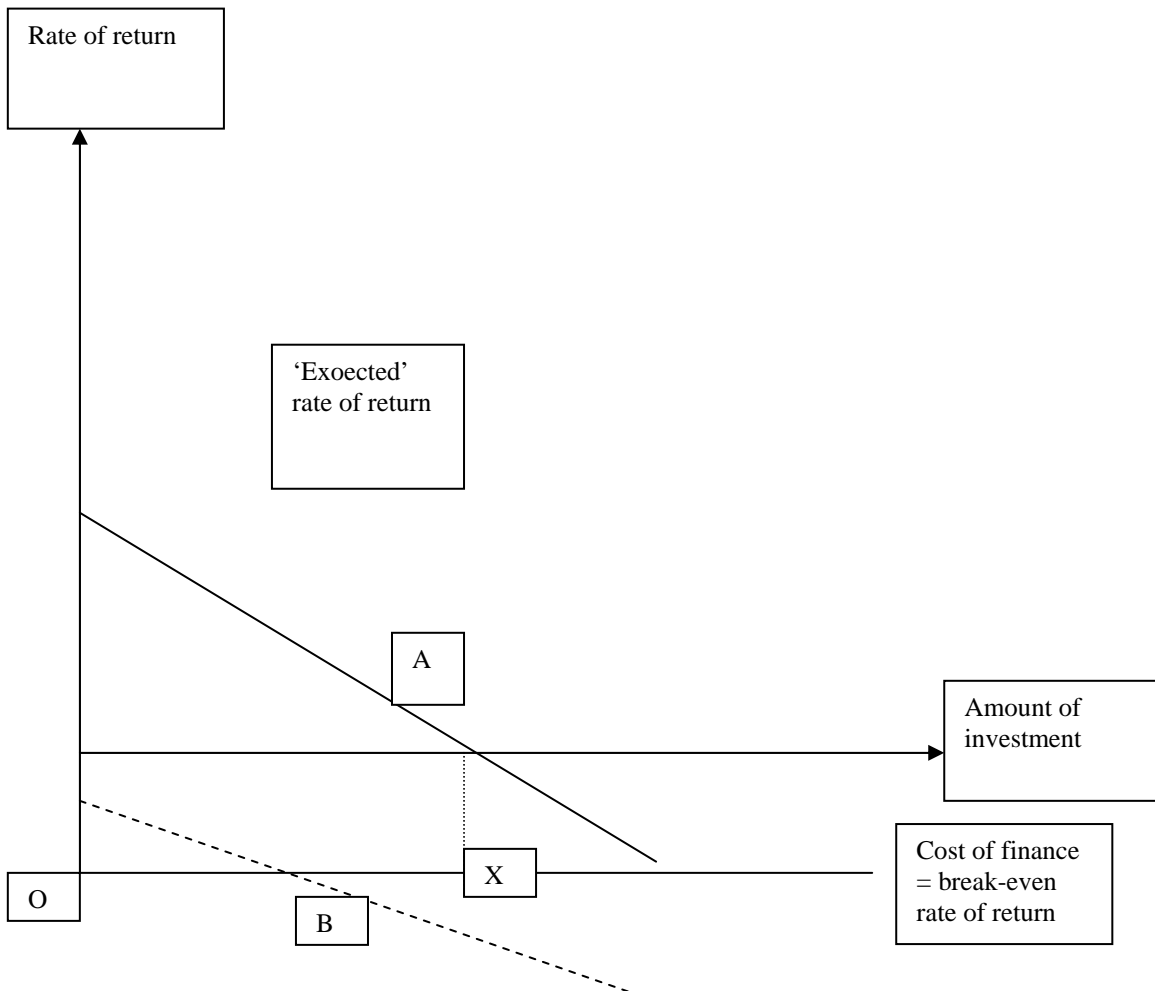 Rate of return
‘Exoected’
rate of return
A
Amount of
investment
Cost of finance
= break-even
rate of return
X
O
B